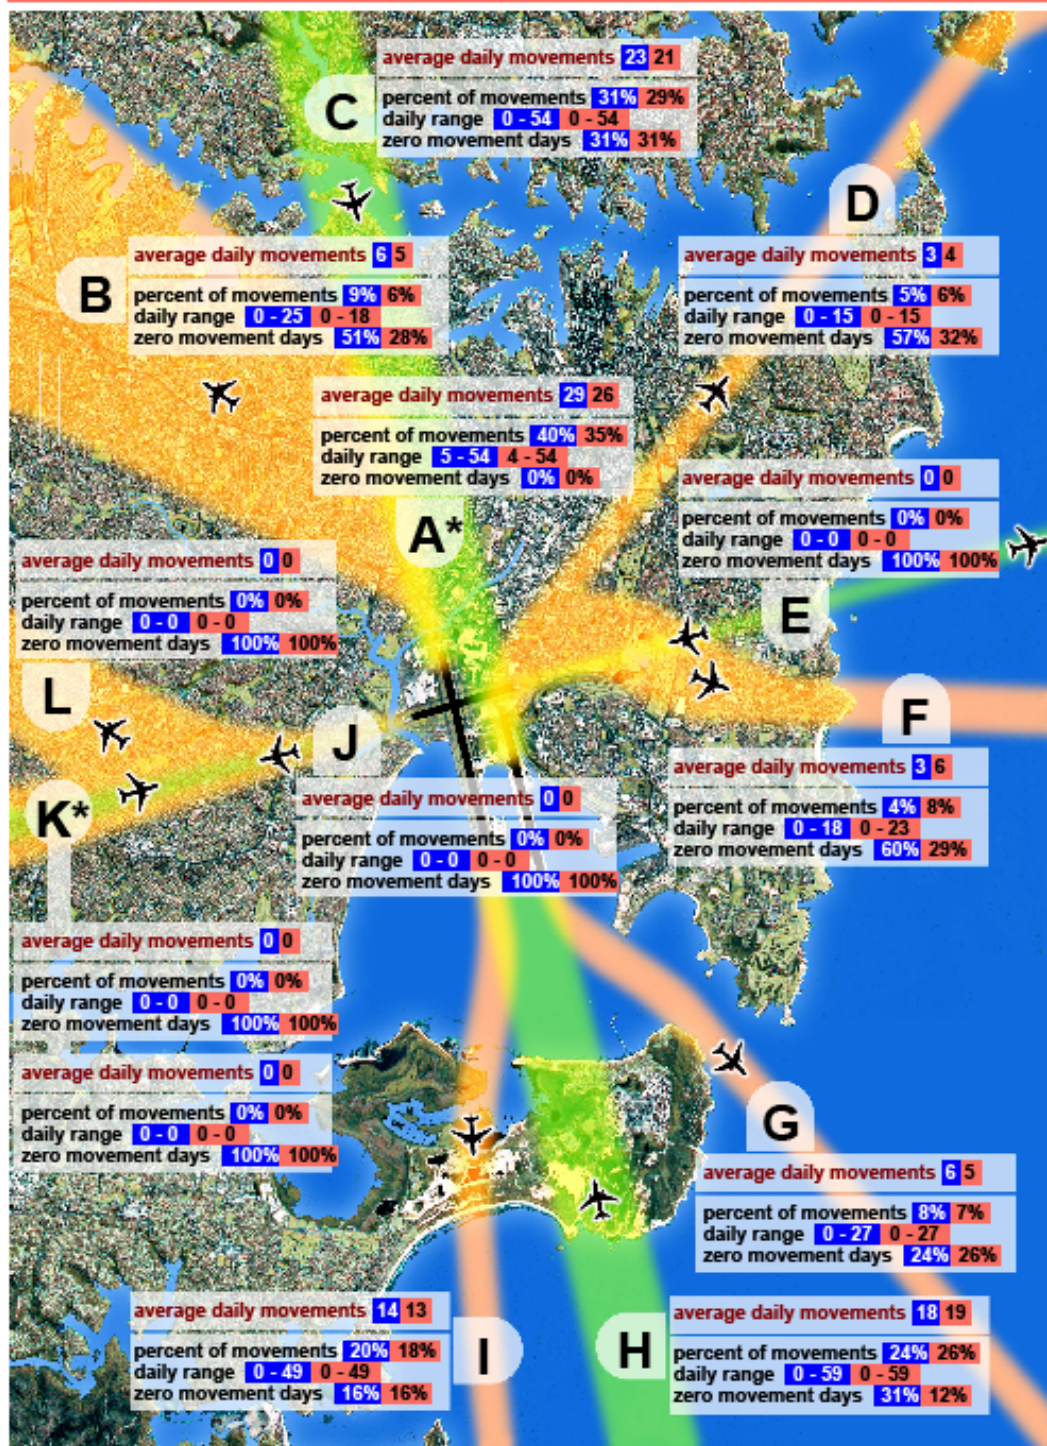 C
average daily movements 23 21
percent of movements 31% 29%
daily range 0 - 54 0 - 54
zero movement days 31% 31%
D
B
average daily movements 6 5
percent of movements 9% 6%
daily range 0 - 25 0 - 18
zero movement days 51% 28%
average daily movements 3 4
percent of movements 5% 6%
daily range 0 - 15 0 - 15
zero movement days 57% 32%
average daily movements 29 26
percent of movements 40% 35%
daily range 5 - 54 4 - 54
zero movement days 0% 0%
A*
average daily movements 0 0
percent of movements 0% 0%
daily range 0 - 0 0 - 0
zero movement days 100% 100%
E
average daily movements 0 0
percent of movements 0% 0%
daily range 0 - 0 0 - 0
zero movement days 100% 100%
L
J
F
K*
average daily movements 3 6
percent of movements 4% 8%
daily range 0 - 18 0 - 23
zero movement days 60% 29%
average daily movements 0 0
percent of movements 0% 0%
daily range 0 - 0 0 - 0
zero movement days 100% 100%
average daily movements 0 0
percent of movements 0% 0%
daily range 0 - 0 0 - 0
zero movement days 100% 100%
average daily movements 0 0
percent of movements 0% 0%
daily range 0 - 0 0 - 0
zero movement days 100% 100%
G
average daily movements 6 5
percent of movements 8% 7%
daily range 0 - 27 0 - 27
zero movement days 24% 26%
average daily movements 14 13
percent of movements 20% 18%
daily range 0 - 49 0 - 49
zero movement days 16% 16%
I
H
average daily movements 18 19
percent of movements 24% 26%
daily range 0 - 59 0 - 59
zero movement days 31% 12%